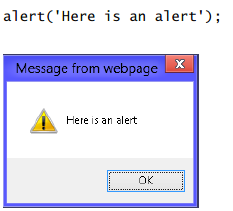 alert('Here is an alert');
Message from webpage
Here is an alert
OK